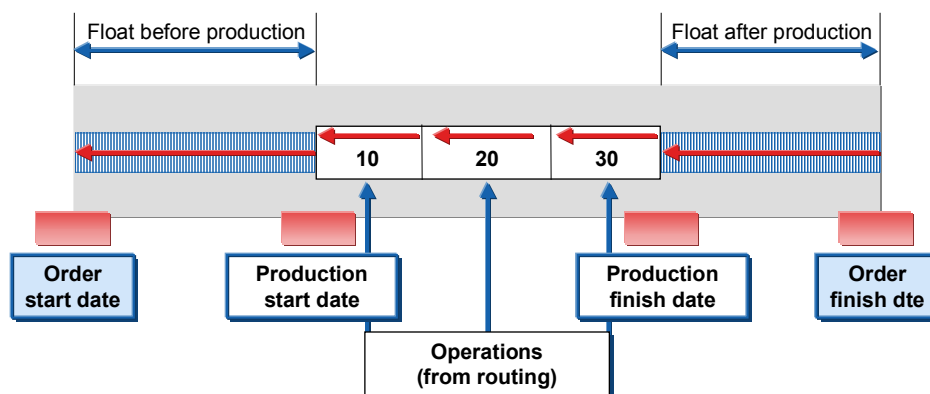 Float before production
Float after production
10
20
30
Order
start date
Production
start date
Production
finish date
Order
finish dte
Operations
(from routing)